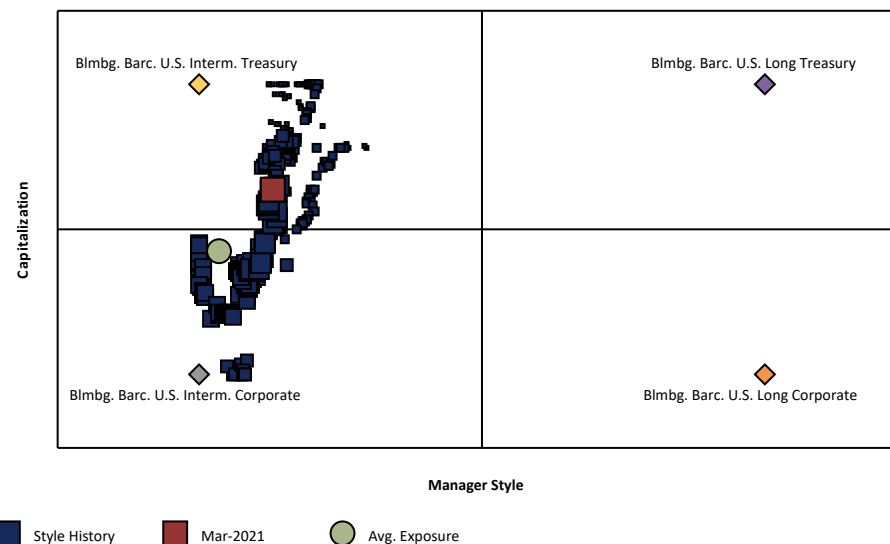 Blmbg. Barc. U.S. Interm. Treasury
Blmbg. Barc. U.S. Long Treasury
Capitalization
Blmbg. Barc. U.S. Interm. Corporate
Blmbg. Barc. U.S. Long Corporate
Manager Style
Style History
Mar-2021
Avg. Exposure